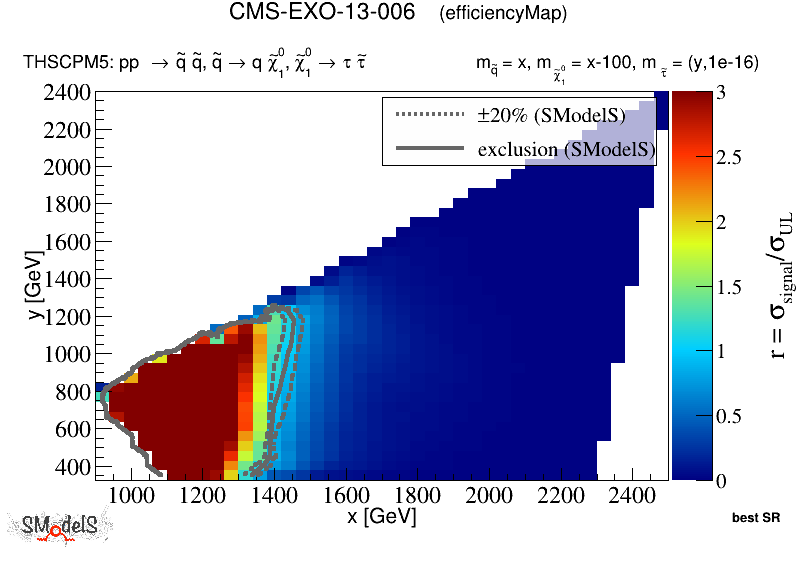 CMS-EXO-13-006 (efficiencyMap)
THSCPM5: pp → q̃ q̃, q̃ → q χ̃₁⁰, χ̃₁⁰ → τ τ̃ m_q̃ = x, m_χ̃₁⁰ = x-100, m_τ̃ = (y,1e-16)
±20% (SModelS)
exclusion (SModelS)
y [GeV]
2400
2200
2000
1800
1600
1400
1200
1000
800
600
400
1000 1200 1400 1600 1800 2000 2200 2400
x [GeV]
3
2.5
2
1.5
1
0.5
0
r = σ_signal/σ_UL
SModelS
best SR